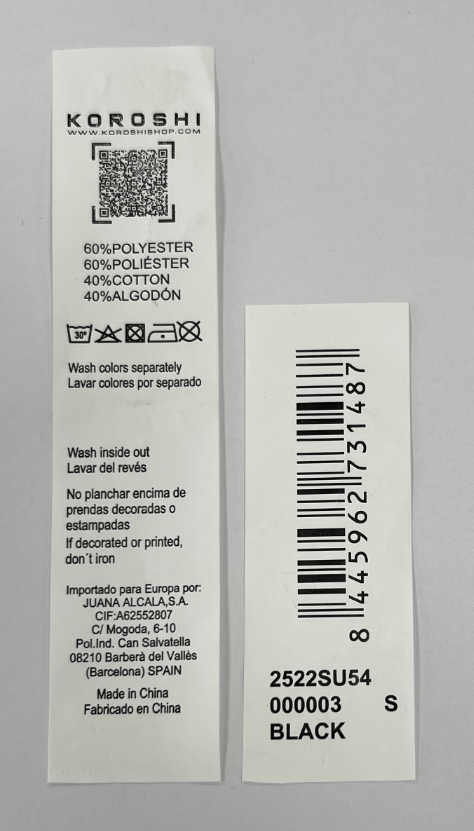 KOROSHI
WWW.KOROSHISHOP.COM
60%POLYESTER
60%POLIÉSTER
40%COTTON
40%ALGODÓN
30°
Wash colors separately
Lavar colores por separado
Wash inside out
Lavar del revés
No planchar encima de
prendas decoradas o
estampadas
If decorated or printed,
don´t iron
Importado para Europa por:
JUANA ALCALA,S.A.
CIF:A62552807
C/ Mogoda, 6-10
Pol.Ind. Can Salvatella
08210 Barberà del Vallès
(Barcelona) SPAIN
Made in China
Fabricado en China
8 445962 731487
2522SU54
000003 S
BLACK